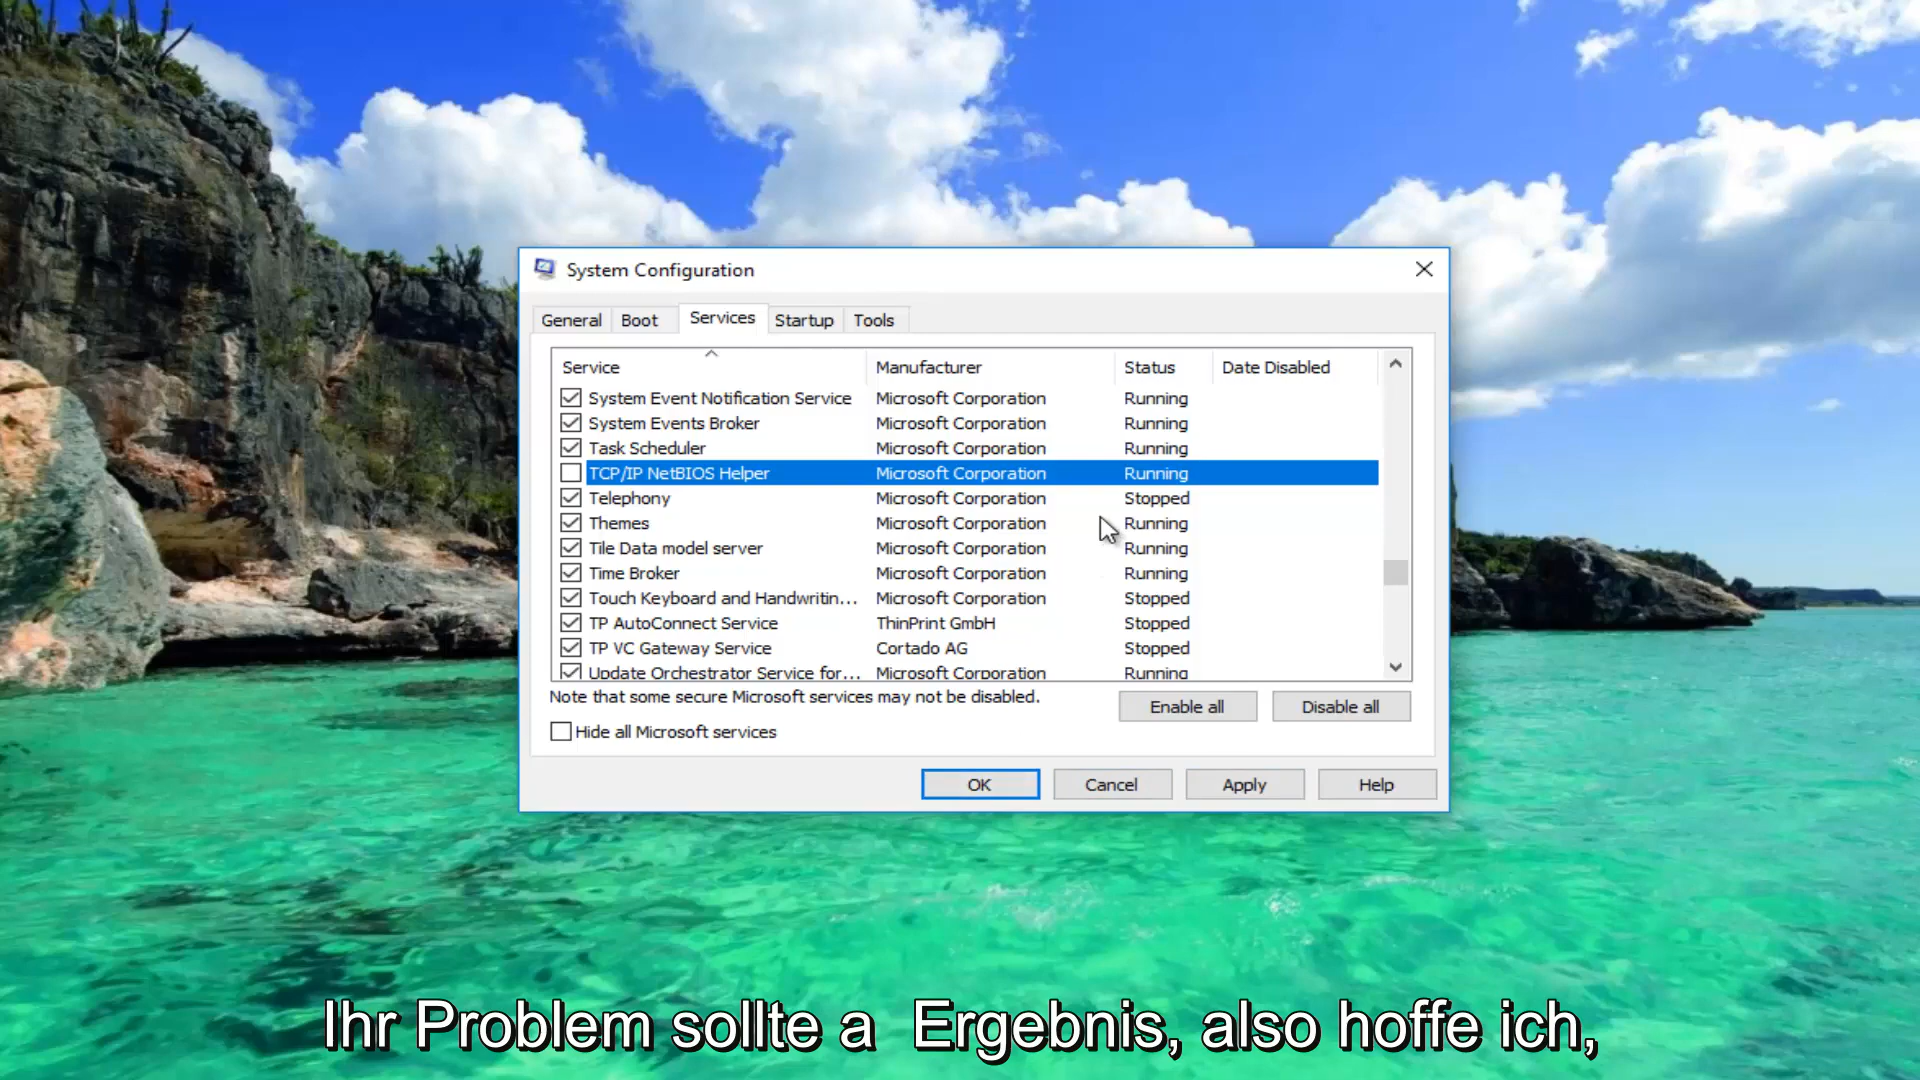 System Configuration
General Boot Services Startup Tools
Service Manufacturer Status Date Disabled
System Event Notification Service Microsoft Corporation Running
System Events Broker Microsoft Corporation Running
Task Scheduler Microsoft Corporation Running
TCP/IP NetBIOS Helper Microsoft Corporation Running
Telephony Microsoft Corporation Stopped
Themes Microsoft Corporation Running
Tile Data model server Microsoft Corporation Running
Time Broker Microsoft Corporation Running
Touch Keyboard and Handwritin... Microsoft Corporation Stopped
TP AutoConnect Service ThinPrint GmbH Stopped
TP VC Gateway Service Cortado AG Stopped
Update Orchestrator Service for... Microsoft Corporation Running
Note that some secure Microsoft services may not be disabled.
Enable all Disable all
Hide all Microsoft services
OK Cancel Apply Help
Ihr Problem sollte a Ergebnis, also hoffe ich,